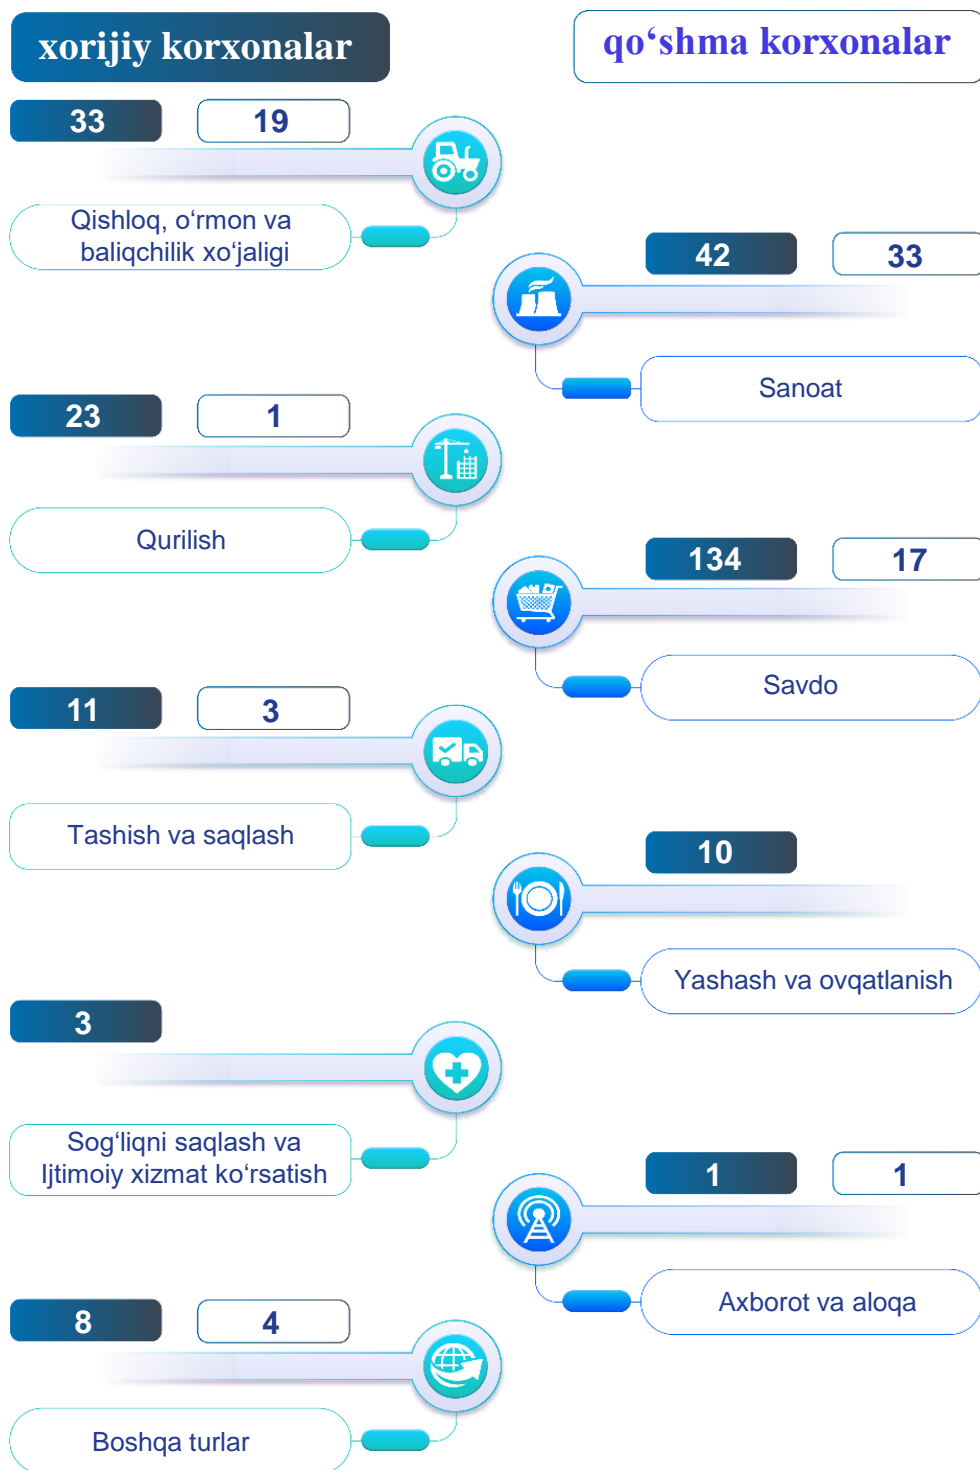 xorijiy korxonalar
qo‘shma korxonalar
33
19
Qishloq, o‘rmon va
baliqchilik xo‘jaligi
42
33
Sanoat
23
1
Qurilish
134
17
Savdo
11
3
Tashish va saqlash
10
Yashash va ovqatlanish
3
Sog‘liqni saqlash va
Ijtimoiy xizmat ko‘rsatish
1
1
Axborot va aloqa
8
4
Boshqa turlar